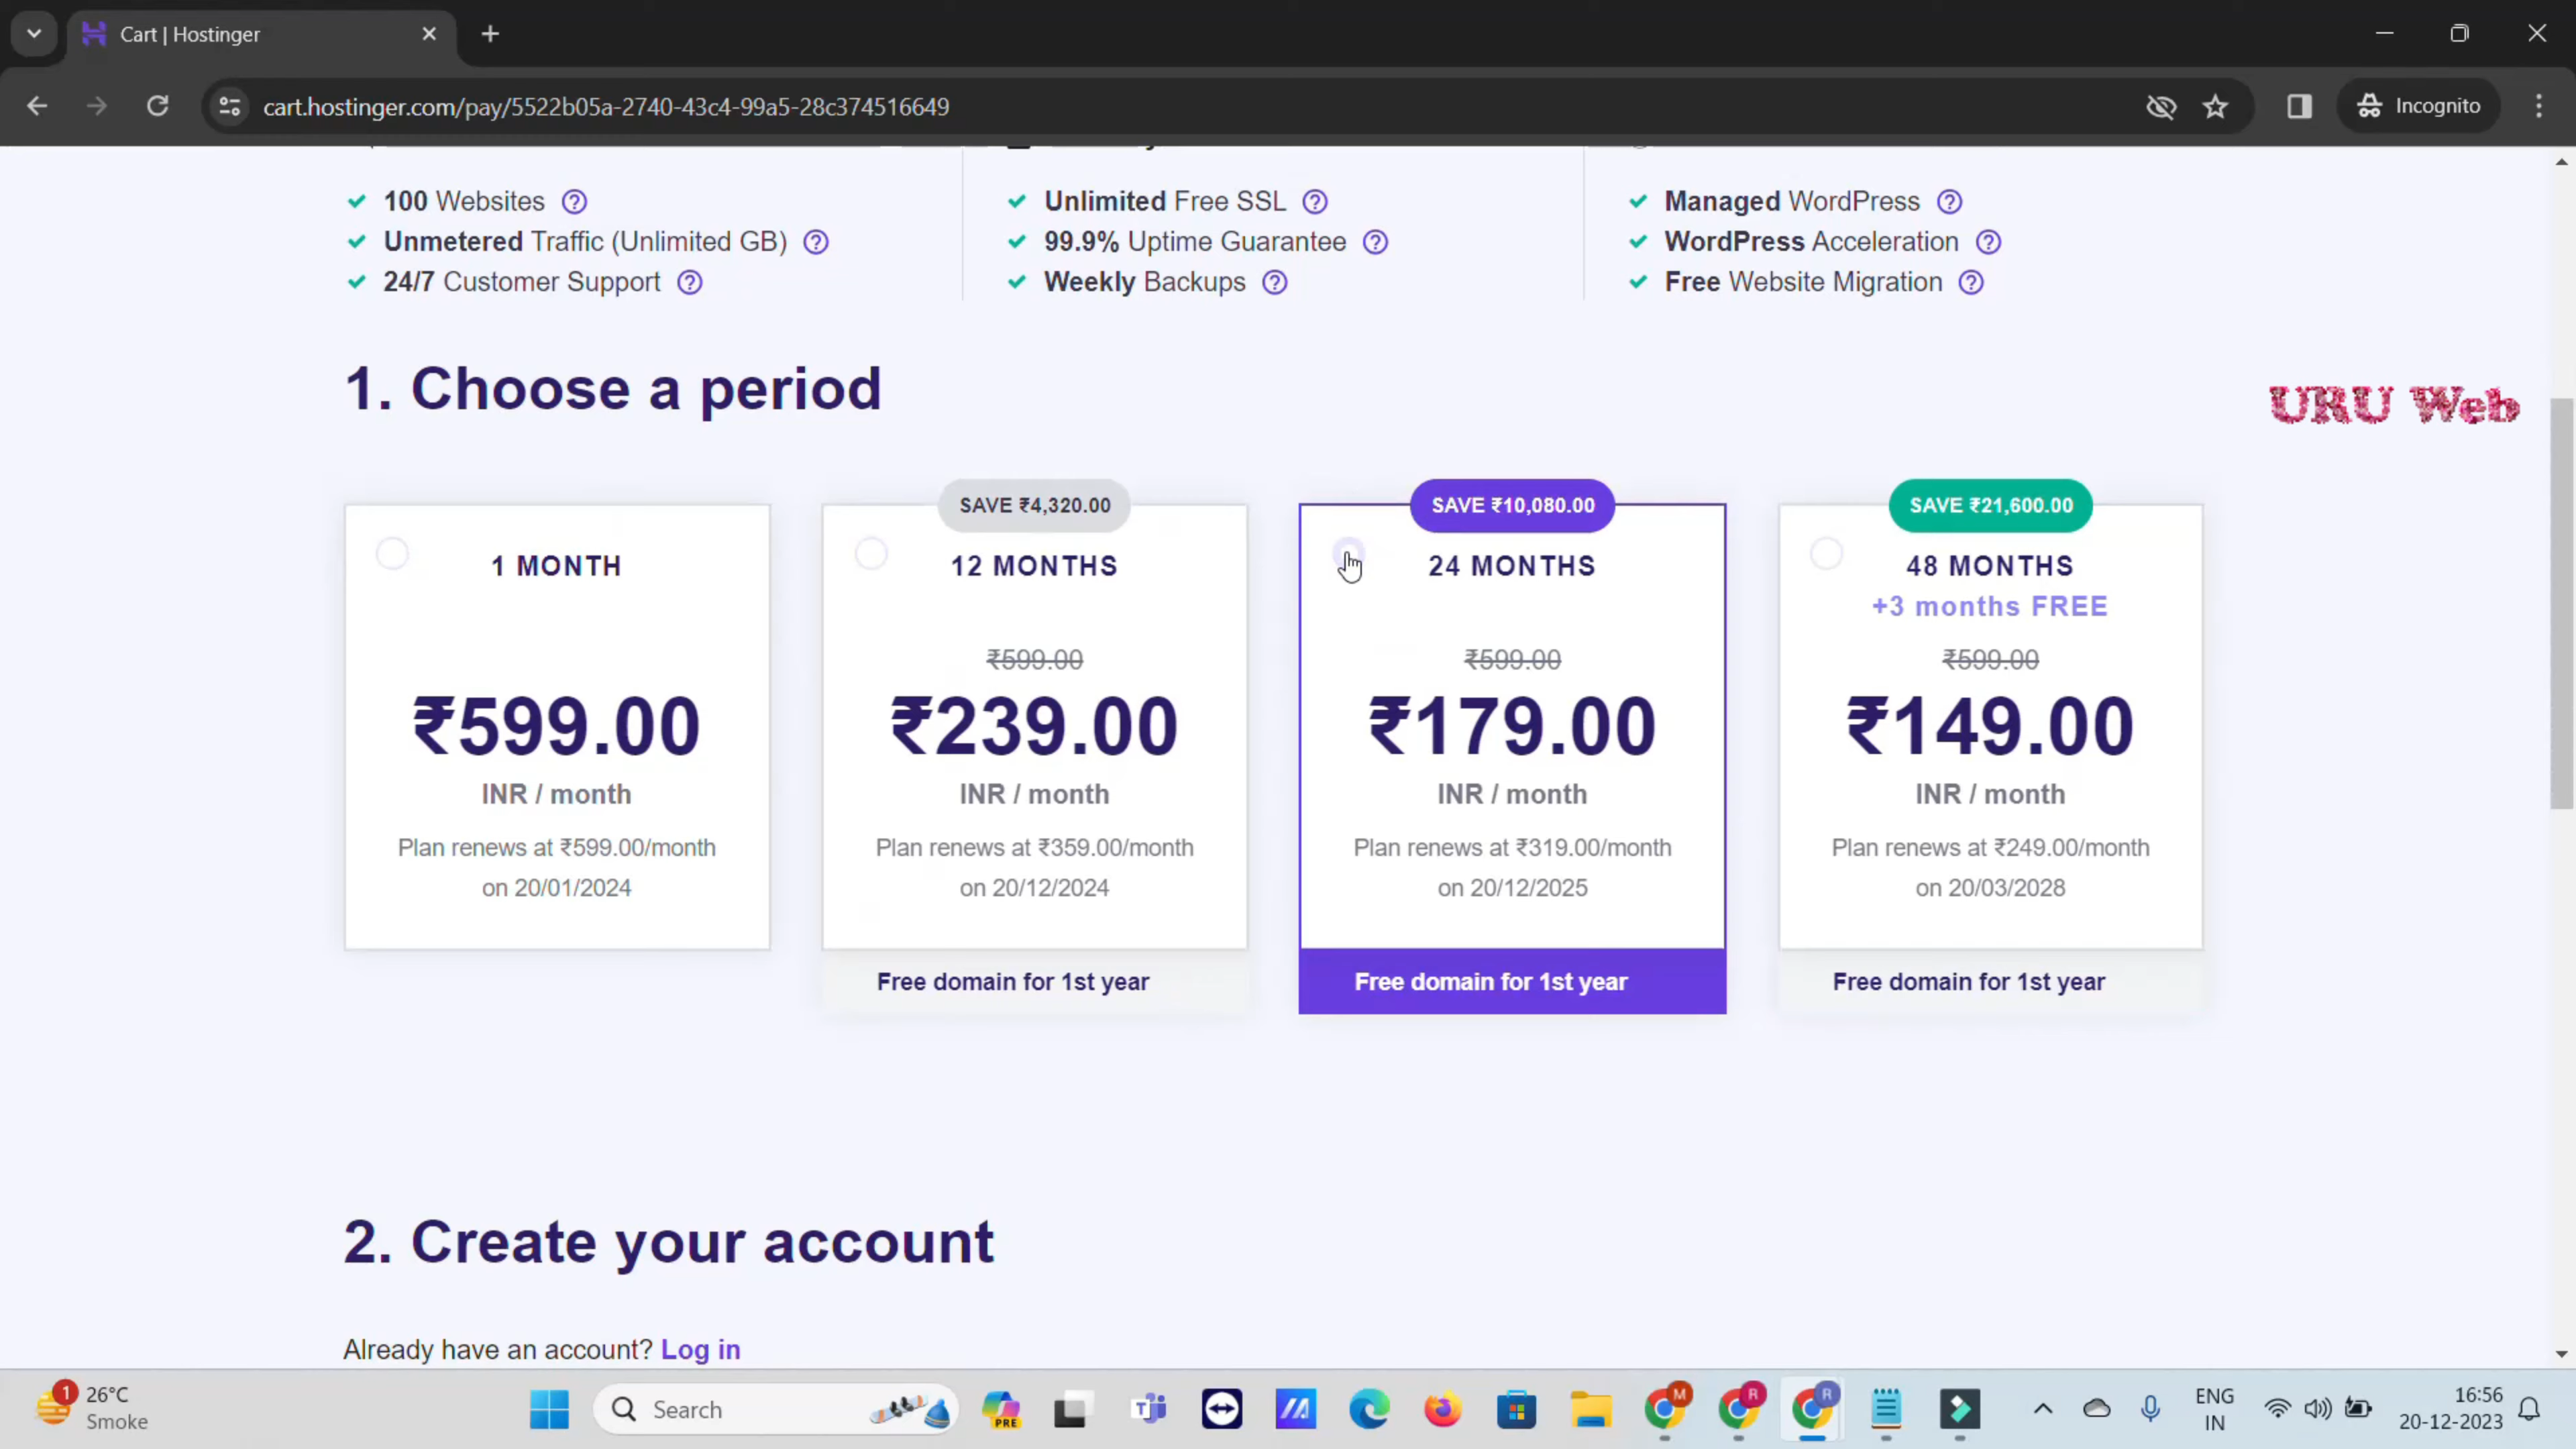 Cart | Hostinger
cart.hostinger.com/pay/5522b05a-2740-43c4-99a5-28c374516649
Incognito
100 Websites
Unmetered Traffic (Unlimited GB)
24/7 Customer Support
Unlimited Free SSL
99.9% Uptime Guarantee
Weekly Backups
Managed WordPress
WordPress Acceleration
Free Website Migration
1. Choose a period
URU Web
1 MONTH
₹599.00
INR / month
Plan renews at ₹599.00/month
on 20/01/2024
SAVE ₹4,320.00
12 MONTHS
₹599.00
₹239.00
INR / month
Plan renews at ₹359.00/month
on 20/12/2024
Free domain for 1st year
SAVE ₹10,080.00
24 MONTHS
₹599.00
₹179.00
INR / month
Plan renews at ₹319.00/month
on 20/12/2025
Free domain for 1st year
SAVE ₹21,600.00
48 MONTHS
+3 months FREE
₹599.00
₹149.00
INR / month
Plan renews at ₹249.00/month
on 20/03/2028
Free domain for 1st year
2. Create your account
Already have an account? Log in
1
26°C
Smoke
Search
PRE
M
R
R
ENG
IN
16:56
20-12-2023